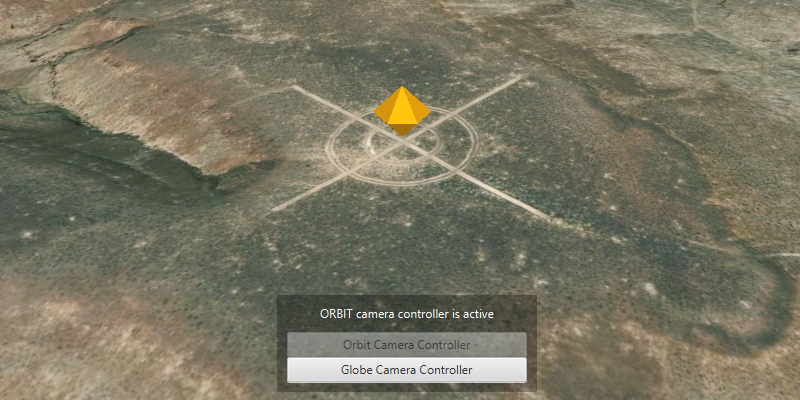 ORBIT camera controller is active
Orbit Camera Controller
Globe Camera Controller